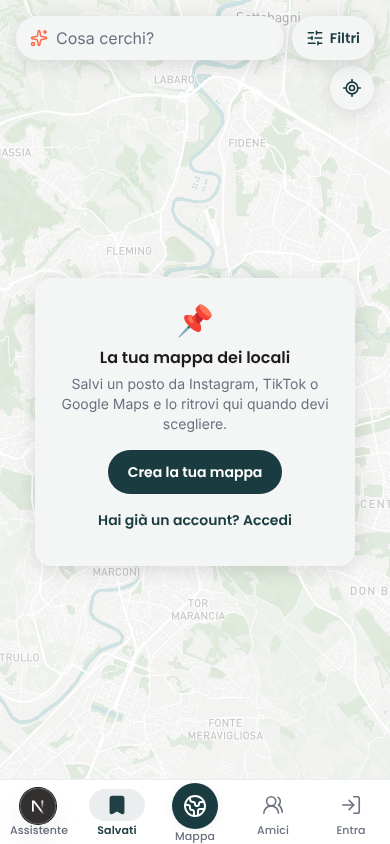 Settebagni
Cosa cerchi?
Filtri
LABARO
FIDENE
CASSIA
FLEMING
La tua mappa dei locali
Salvi un posto da Instagram, TikTok o
Google Maps e lo ritrovi qui quando devi
scegliere.
Crea la tua mappa
CENT
Hai già un account? Accedi
MARCONI
DON B
TOR
MARANCIA
TRULLO
FONTE
MERAVIGLIOSA
N
Assistente
Salvati
Mappa
Amici
Entra